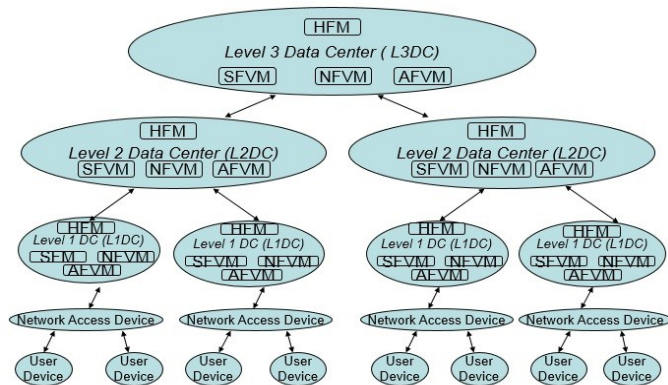 HFM
Level 3 Data Center ( L3DC)
SFVM NFVM AFVM
HFM
Level 2 Data Center (L2DC)
SFVM NFVM AFVM
HFM
Level 2 Data Center (L2DC)
SFVM NFVM AFVM
HFM
Level 1 DC (L1DC)
SFM NFVM
AFVM
HFM
Level 1 DC (L1DC)
SFVM NFVM
AFVM
HFM
Level 1 DC (L1DC)
SFVM NFVM
AFVM
HFM
Level 1 DC (L1DC)
SFVM NFVM
AFVM
Network Access Device
Network Access Device
Network Access Device
Network Access Device
User
Device
User
Device
User
Device
User
Device
User
Device
User
Device
User
Device
User
Device